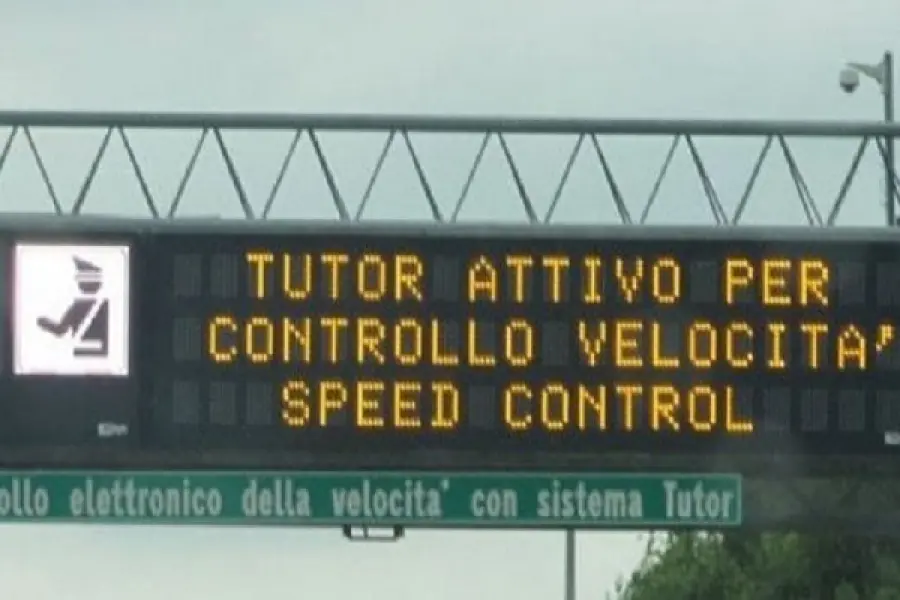 TUTOR ATTIVO PER
CONTROLLO VELOCITA'
SPEED CONTROL
ollo elettronico della velocita' con sistema Tutor